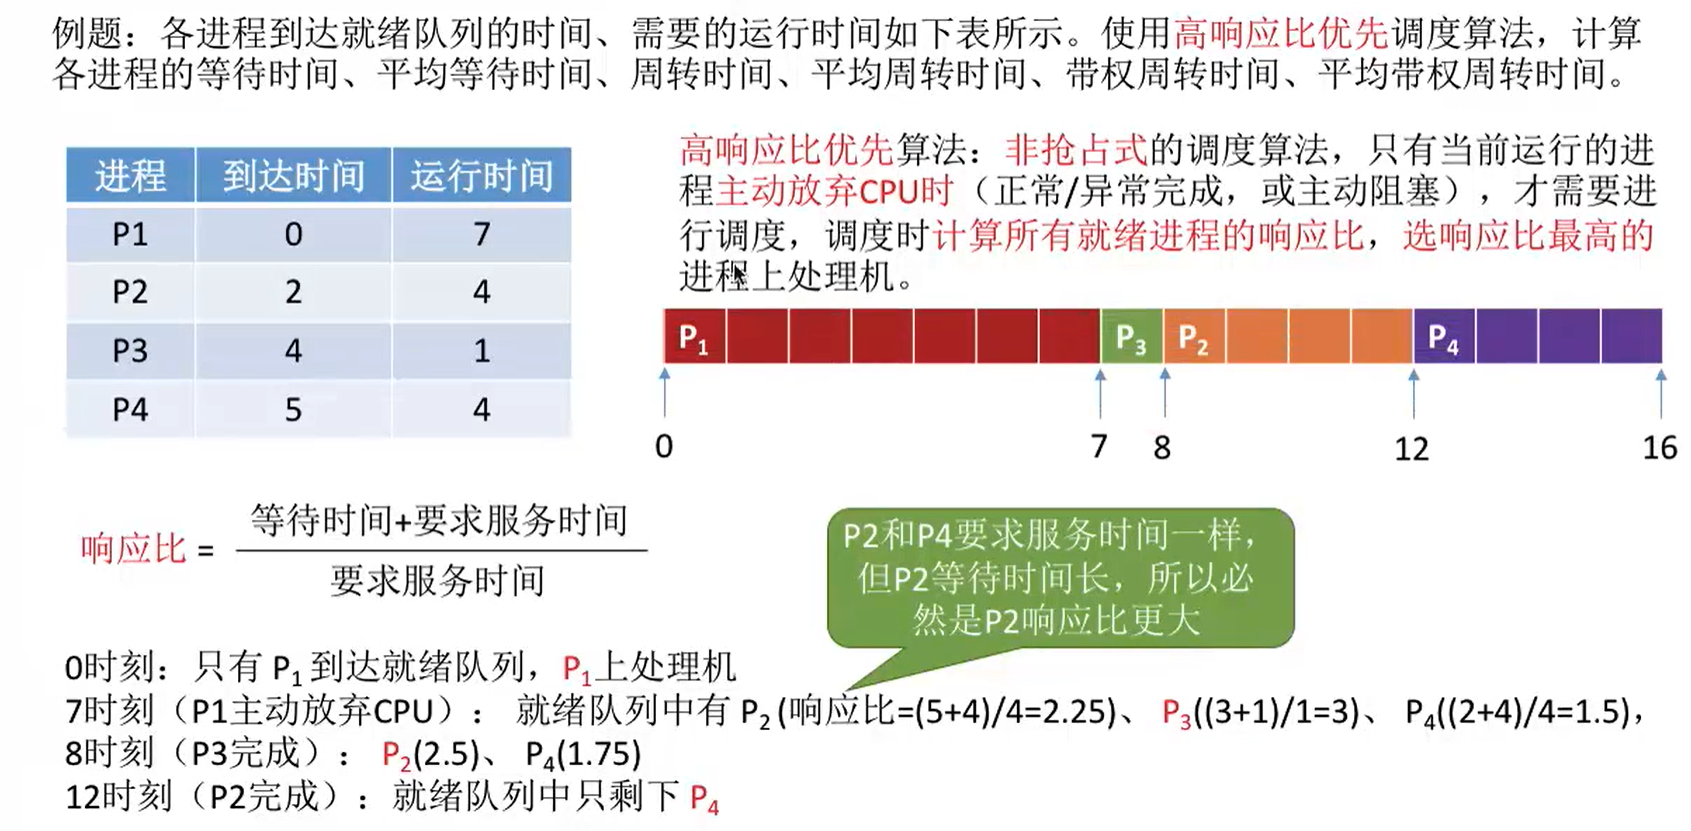 例题：各进程到达就绪队列的时间、需要的运行时间如下表所示。使用高响应比优先调度算法，计算
各进程的等待时间、平均等待时间、周转时间、平均周转时间、带权周转时间、平均带权周转时间。
进程 到达时间 运行时间
P1 0 7
P2 2 4
P3 4 1
P4 5 4
高响应比优先算法：非抢占式的调度算法，只有当前运行的进
程主动放弃CPU时（正常/异常完成，或主动阻塞），才需要进
行调度，调度时计算所有就绪进程的响应比，选响应比最高的
进程上处理机。
P₁ P₃ P₂ P₄
0 7 8 12 16
等待时间+要求服务时间
响应比 =
要求服务时间
P2和P4要求服务时间一样，
但P2等待时间长，所以必
然是P2响应比更大
0时刻：只有 P₁ 到达就绪队列，P₁上处理机
7时刻（P1主动放弃CPU）： 就绪队列中有 P₂ (响应比=(5+4)/4=2.25)、 P₃((3+1)/1=3)、 P₄((2+4)/4=1.5)，
8时刻（P3完成）： P₂(2.5)、 P₄(1.75)
12时刻（P2完成）：就绪队列中只剩下 P₄